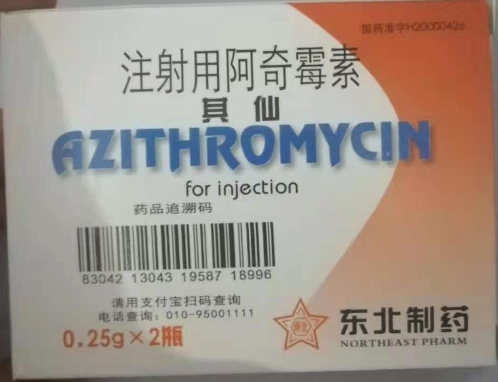 国药准字H20000426
注射用阿奇霉素
其仙
AZITHROMYCIN
for injection
药品追溯码
83042 13043 19587 18996
请用支付宝扫码查询
电话查询：010-95001111
0.25g×2瓶
东北制药
NORTHEAST PHARM